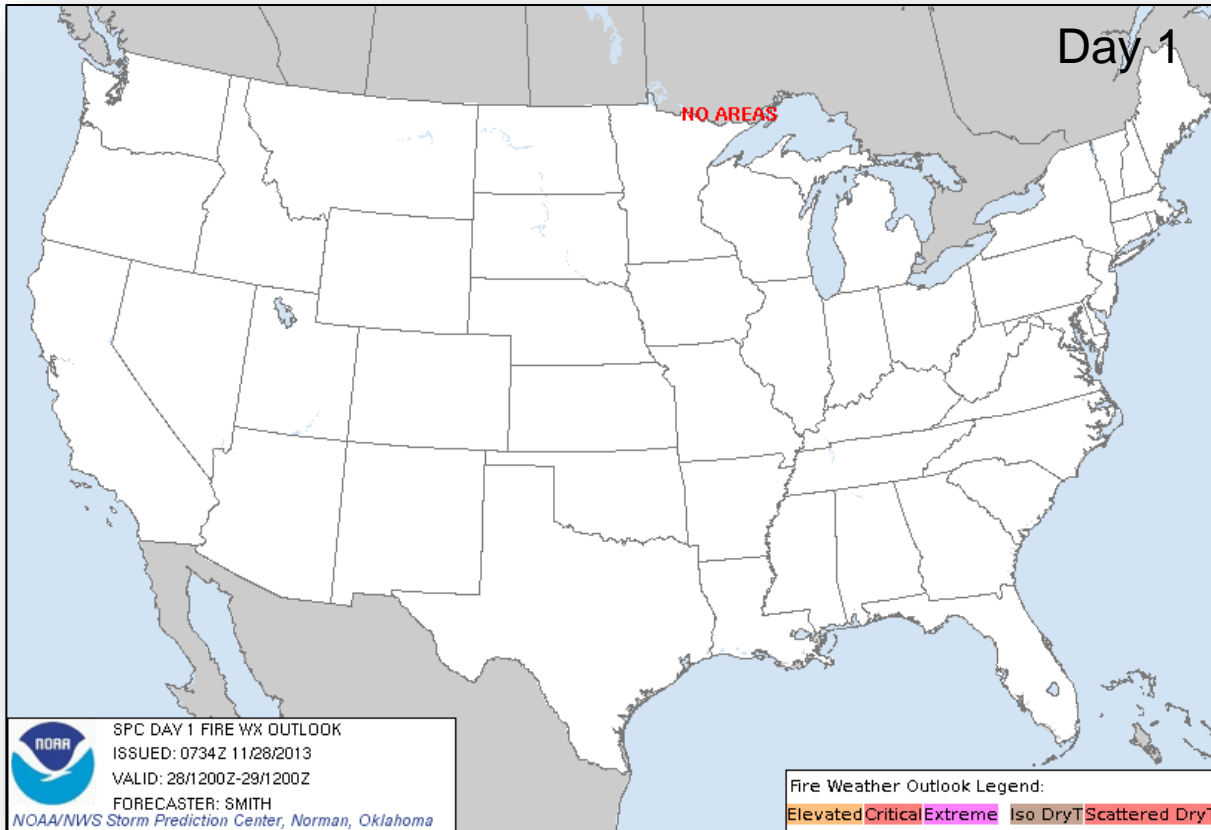 Day 1
NO AREAS
NOAA
SPC DAY 1 FIRE WX OUTLOOK
ISSUED: 0734Z 11/28/2013
VALID: 28/1200Z-29/1200Z
FORECASTER: SMITH
NOAA/NWS Storm Prediction Center, Norman, Oklahoma
Fire Weather Outlook Legend:
Elevated Critical Extreme Iso DryT Scattered DryT